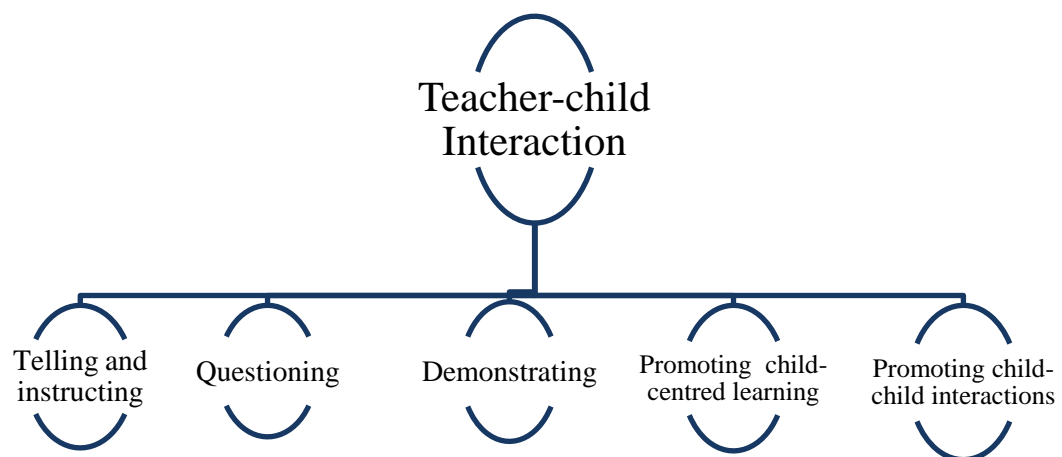 Teacher-child
Interaction
Telling and
instructing
Questioning
Demonstrating
Promoting child-
centred learning
Promoting child-
child interactions